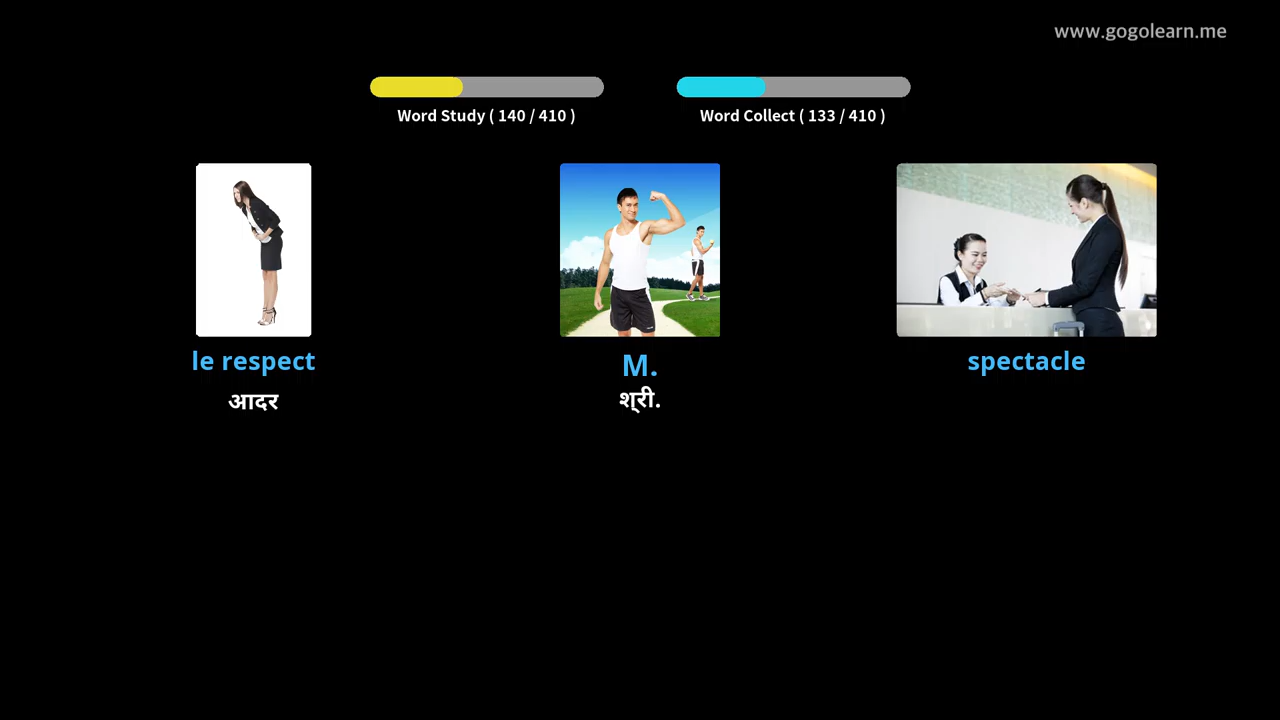 www.gogolearn.me
Word Study ( 140 / 410 )
Word Collect ( 133 / 410 )
le respect
आदर
M.
श्री.
spectacle